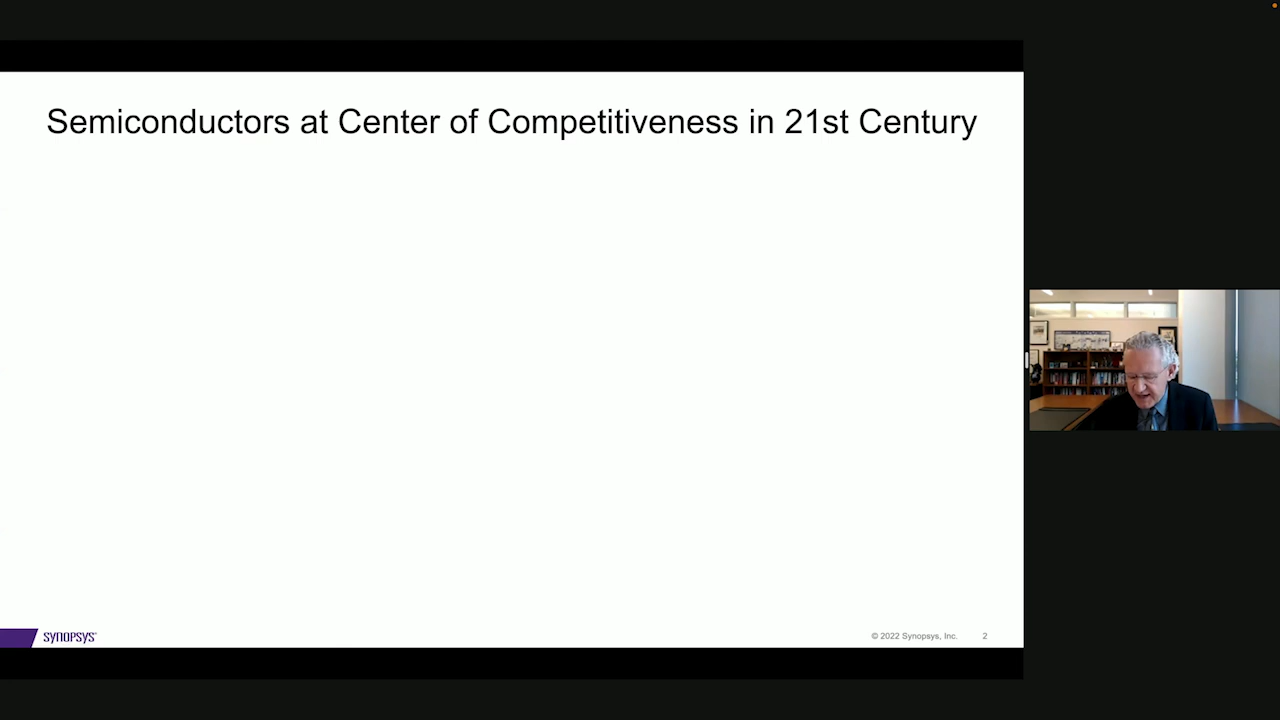 Semiconductors at Center of Competitiveness in 21st Century
SYNOPSYS®
© 2022 Synopsys, Inc. 2